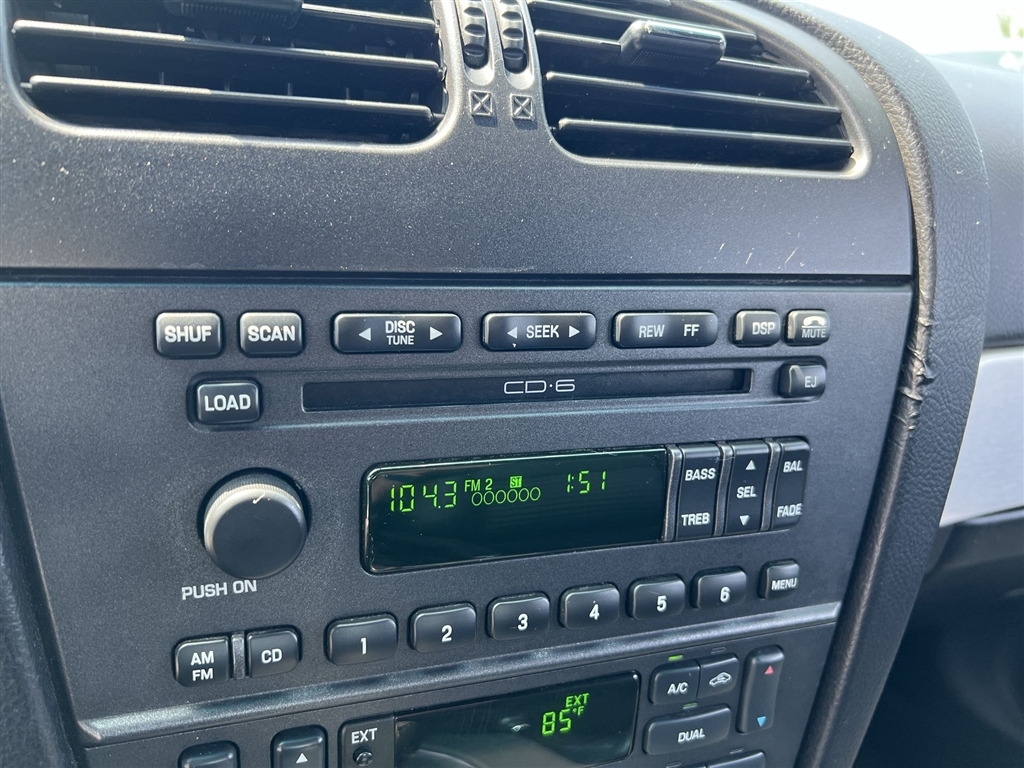 SHUF SCAN ◀ DISC TUNE ▶ ◀ SEEK ▶ REW FF DSP MUTE
LOAD CD·6 EJ
104.3 FM 2 ST 1:51
BASS TREB ▲ SEL ▼ BAL FADE
PUSH ON
1 2 3 4 5 6 MENU
AM FM CD
EXT 85°F EXT A/C
DUAL